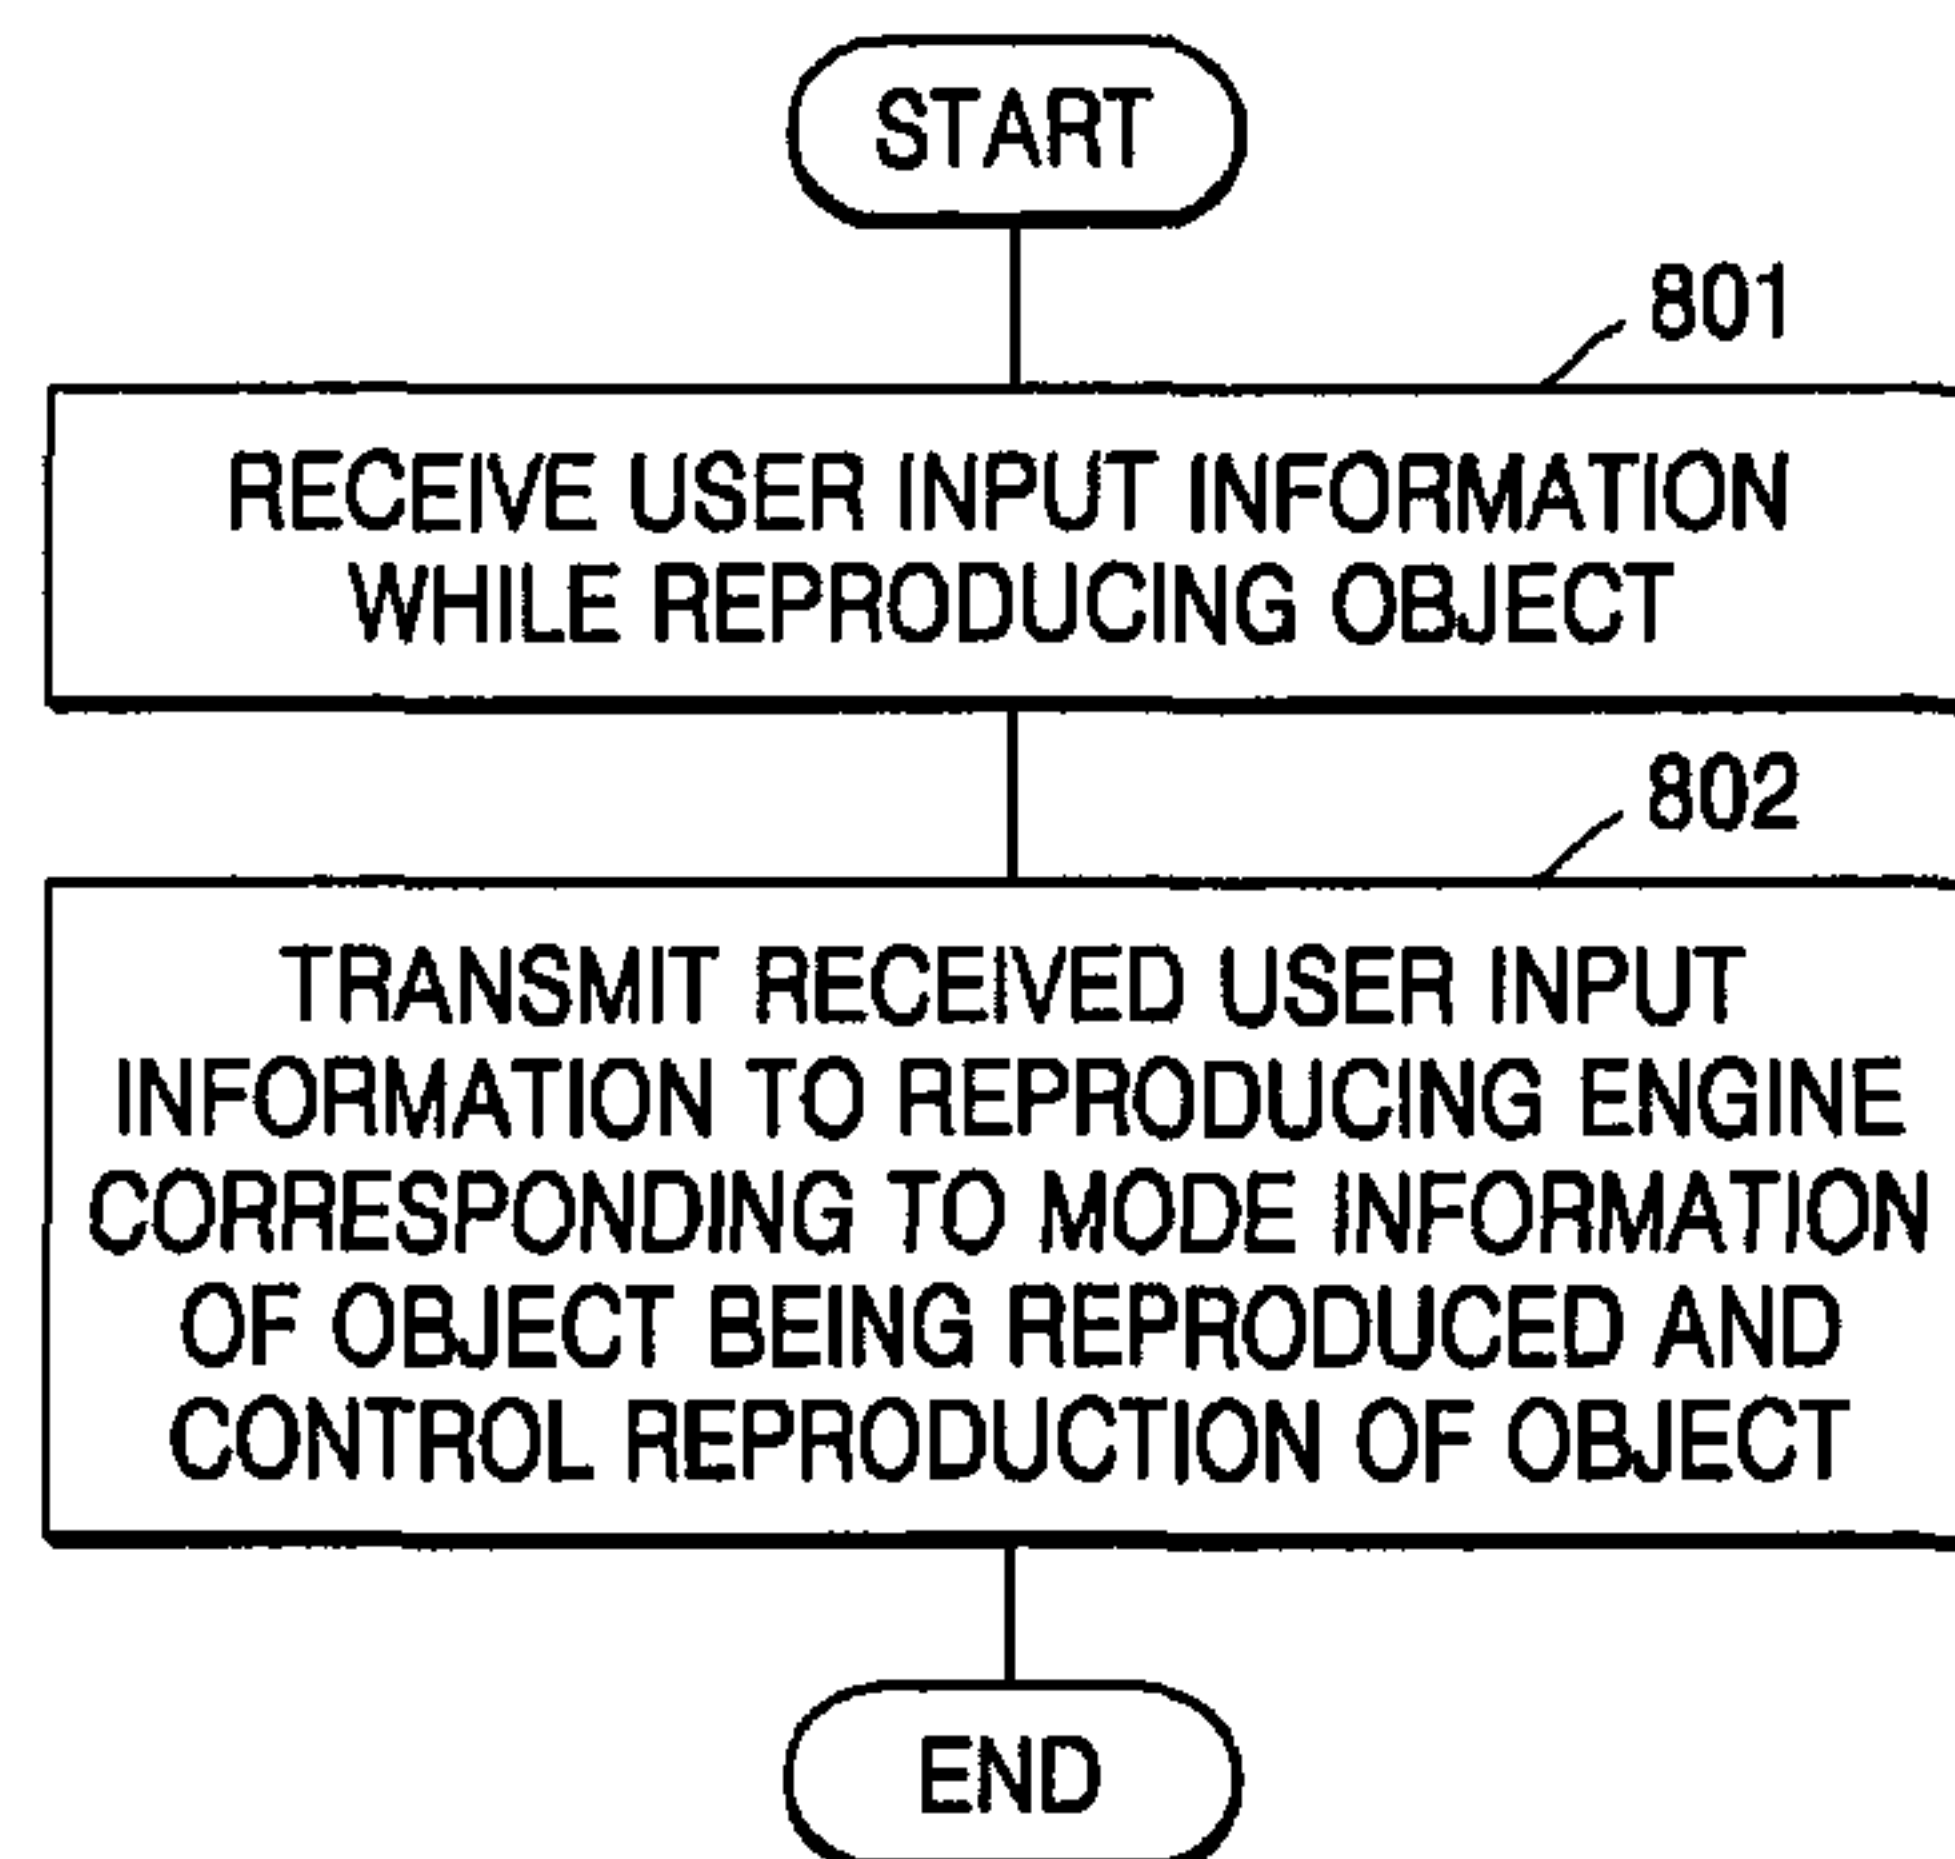 START
801
RECEIVE USER INPUT INFORMATION
WHILE REPRODUCING OBJECT
802
TRANSMIT RECEIVED USER INPUT
INFORMATION TO REPRODUCING ENGINE
CORRESPONDING TO MODE INFORMATION
OF OBJECT BEING REPRODUCED AND
CONTROL REPRODUCTION OF OBJECT
END